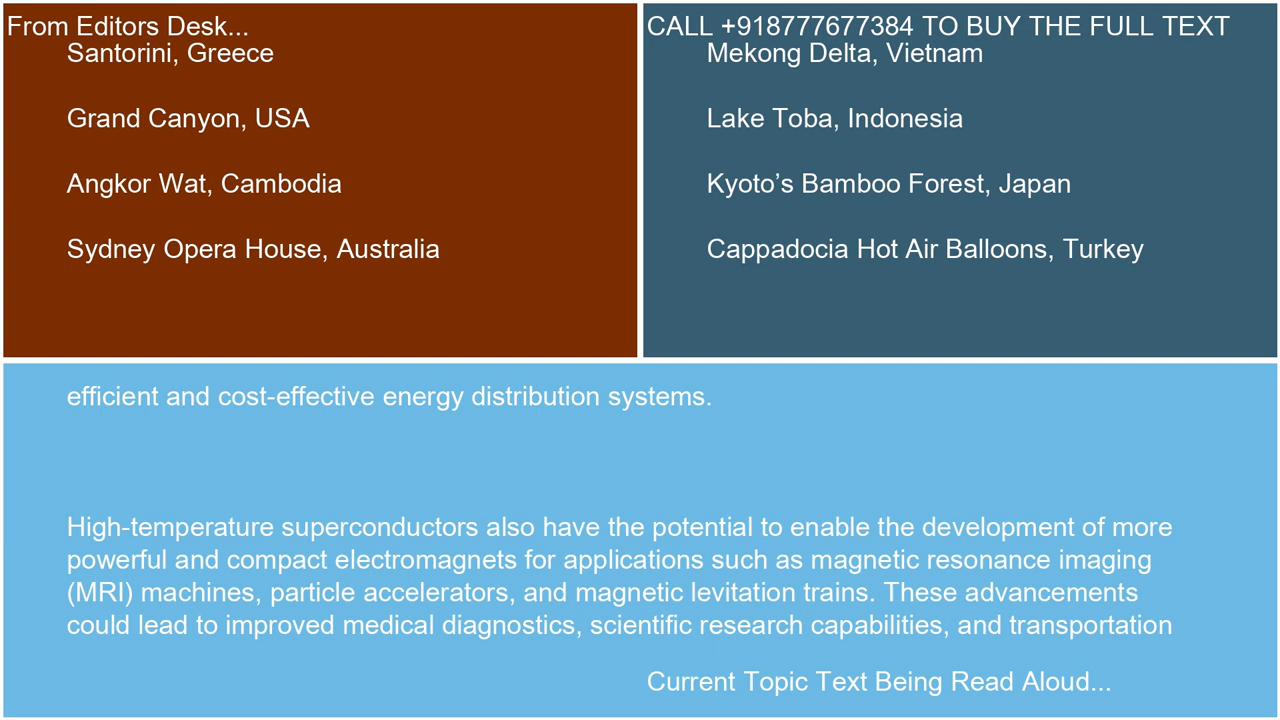 From Editors Desk...
Santorini, Greece
Grand Canyon, USA
Angkor Wat, Cambodia
Sydney Opera House, Australia
CALL +918777677384 TO BUY THE FULL TEXT
Mekong Delta, Vietnam
Lake Toba, Indonesia
Kyoto’s Bamboo Forest, Japan
Cappadocia Hot Air Balloons, Turkey
efficient and cost-effective energy distribution systems.
High-temperature superconductors also have the potential to enable the development of more
powerful and compact electromagnets for applications such as magnetic resonance imaging
(MRI) machines, particle accelerators, and magnetic levitation trains. These advancements
could lead to improved medical diagnostics, scientific research capabilities, and transportation
Current Topic Text Being Read Aloud...